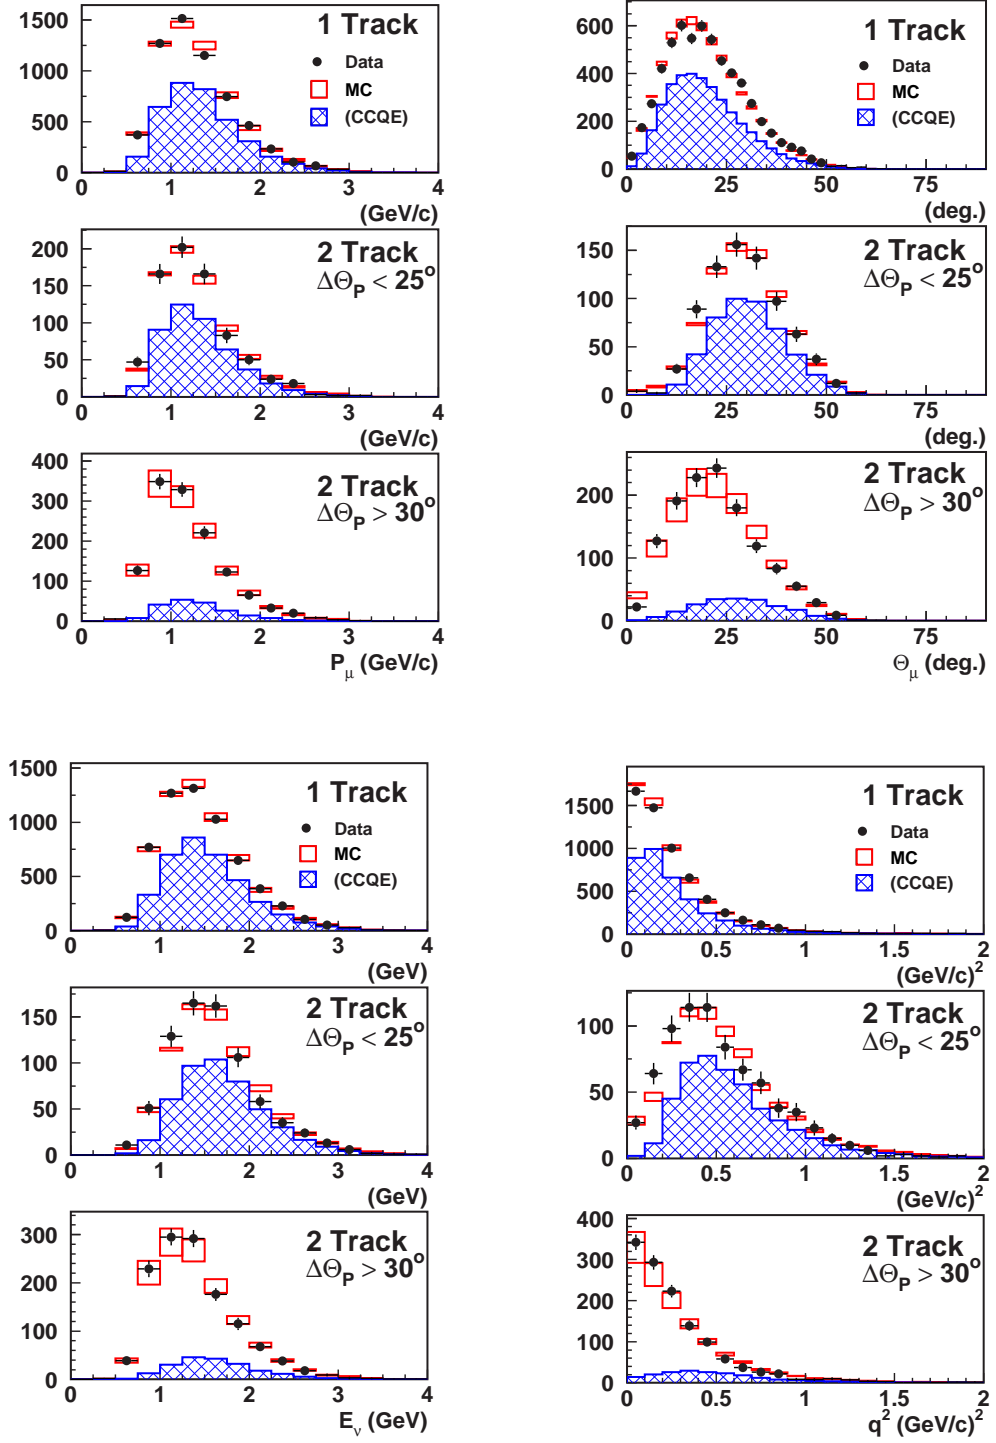 1500
1000
500
0
0 1 2 3 4
1 Track
Data
MC
(CCQE)
(GeV/c)
600
400
200
0
0 25 50 75
1 Track
Data
MC
(CCQE)
(deg.)
200
150
100
50
0
0 1 2 3 4
2 Track
ΔΘP < 25°
(GeV/c)
150
100
50
0
0 25 50 75
2 Track
ΔΘP < 25°
(deg.)
400
300
200
100
0
0 1 2 3 4
2 Track
ΔΘP > 30°
Pμ (GeV/c)
200
100
0
0 25 50 75
2 Track
ΔΘP > 30°
Θμ (deg.)
1500
1000
500
0
0 1 2 3 4
1 Track
Data
MC
(CCQE)
(GeV)
1500
1000
500
0
0 0.5 1 1.5 2
1 Track
Data
MC
(CCQE)
(GeV/c)²
150
100
50
0
0 1 2 3 4
2 Track
ΔΘP < 25°
(GeV)
100
50
0
0 0.5 1 1.5 2
2 Track
ΔΘP < 25°
(GeV/c)²
300
200
100
0
0 1 2 3 4
2 Track
ΔΘP > 30°
Eν (GeV)
400
300
200
100
0
0 0.5 1 1.5 2
2 Track
ΔΘP > 30°
q² (GeV/c)²